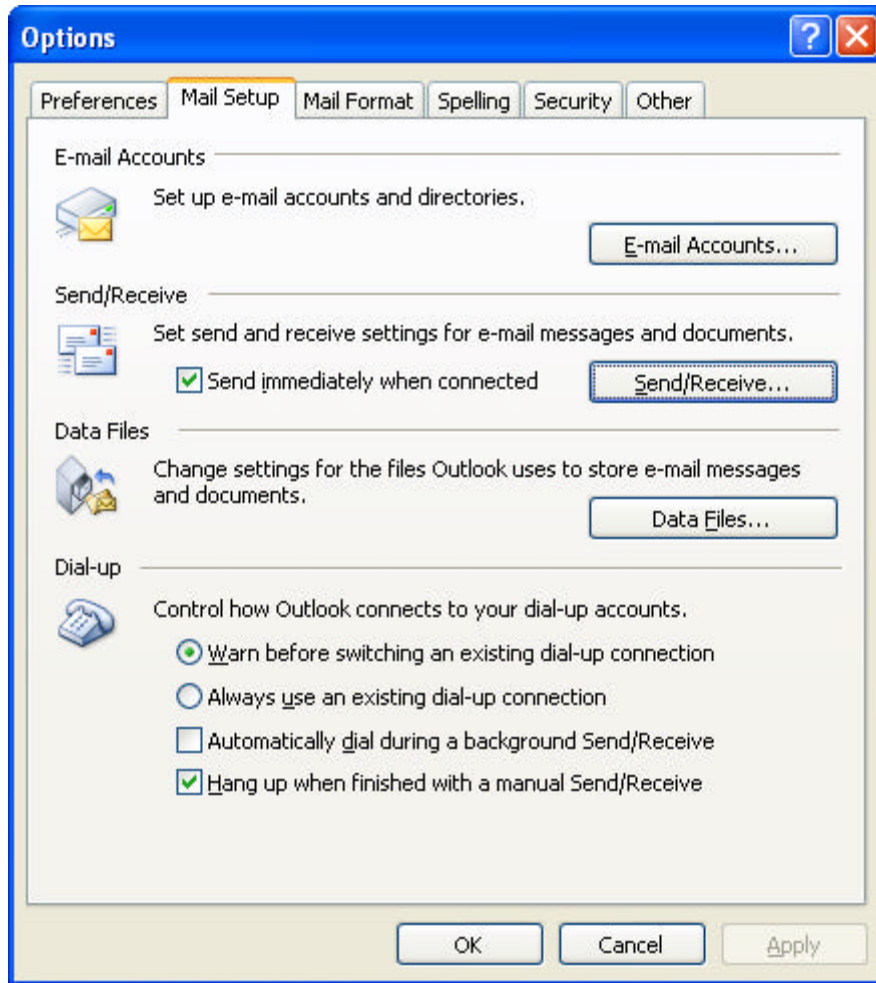 Options
Preferences Mail Setup Mail Format Spelling Security Other
E-mail Accounts
Set up e-mail accounts and directories.
E-mail Accounts...
Send/Receive
Set send and receive settings for e-mail messages and documents.
Send immediately when connected Send/Receive...
Data Files
Change settings for the files Outlook uses to store e-mail messages
and documents.
Data Files...
Dial-up
Control how Outlook connects to your dial-up accounts.
Warn before switching an existing dial-up connection
Always use an existing dial-up connection
Automatically dial during a background Send/Receive
Hang up when finished with a manual Send/Receive
OK Cancel Apply